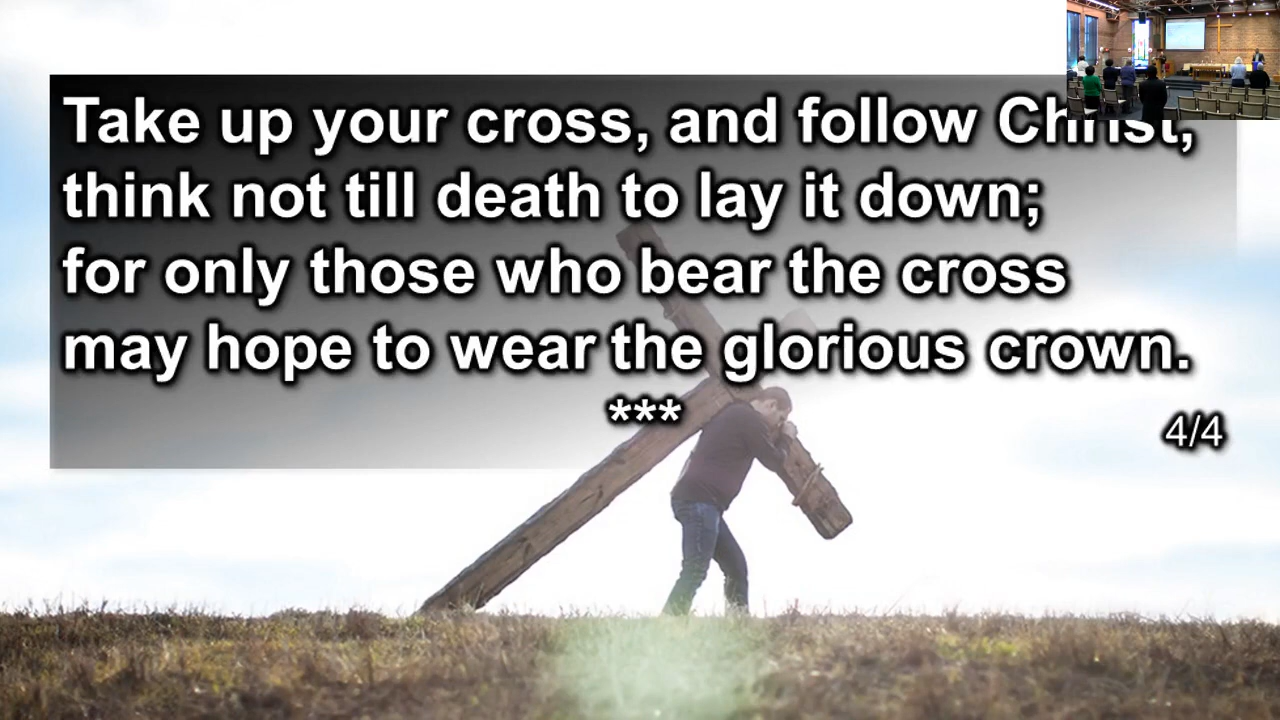 Take up your cross, and follow Christ,
think not till death to lay it down;
for only those who bear the cross
may hope to wear the glorious crown.
***
4/4